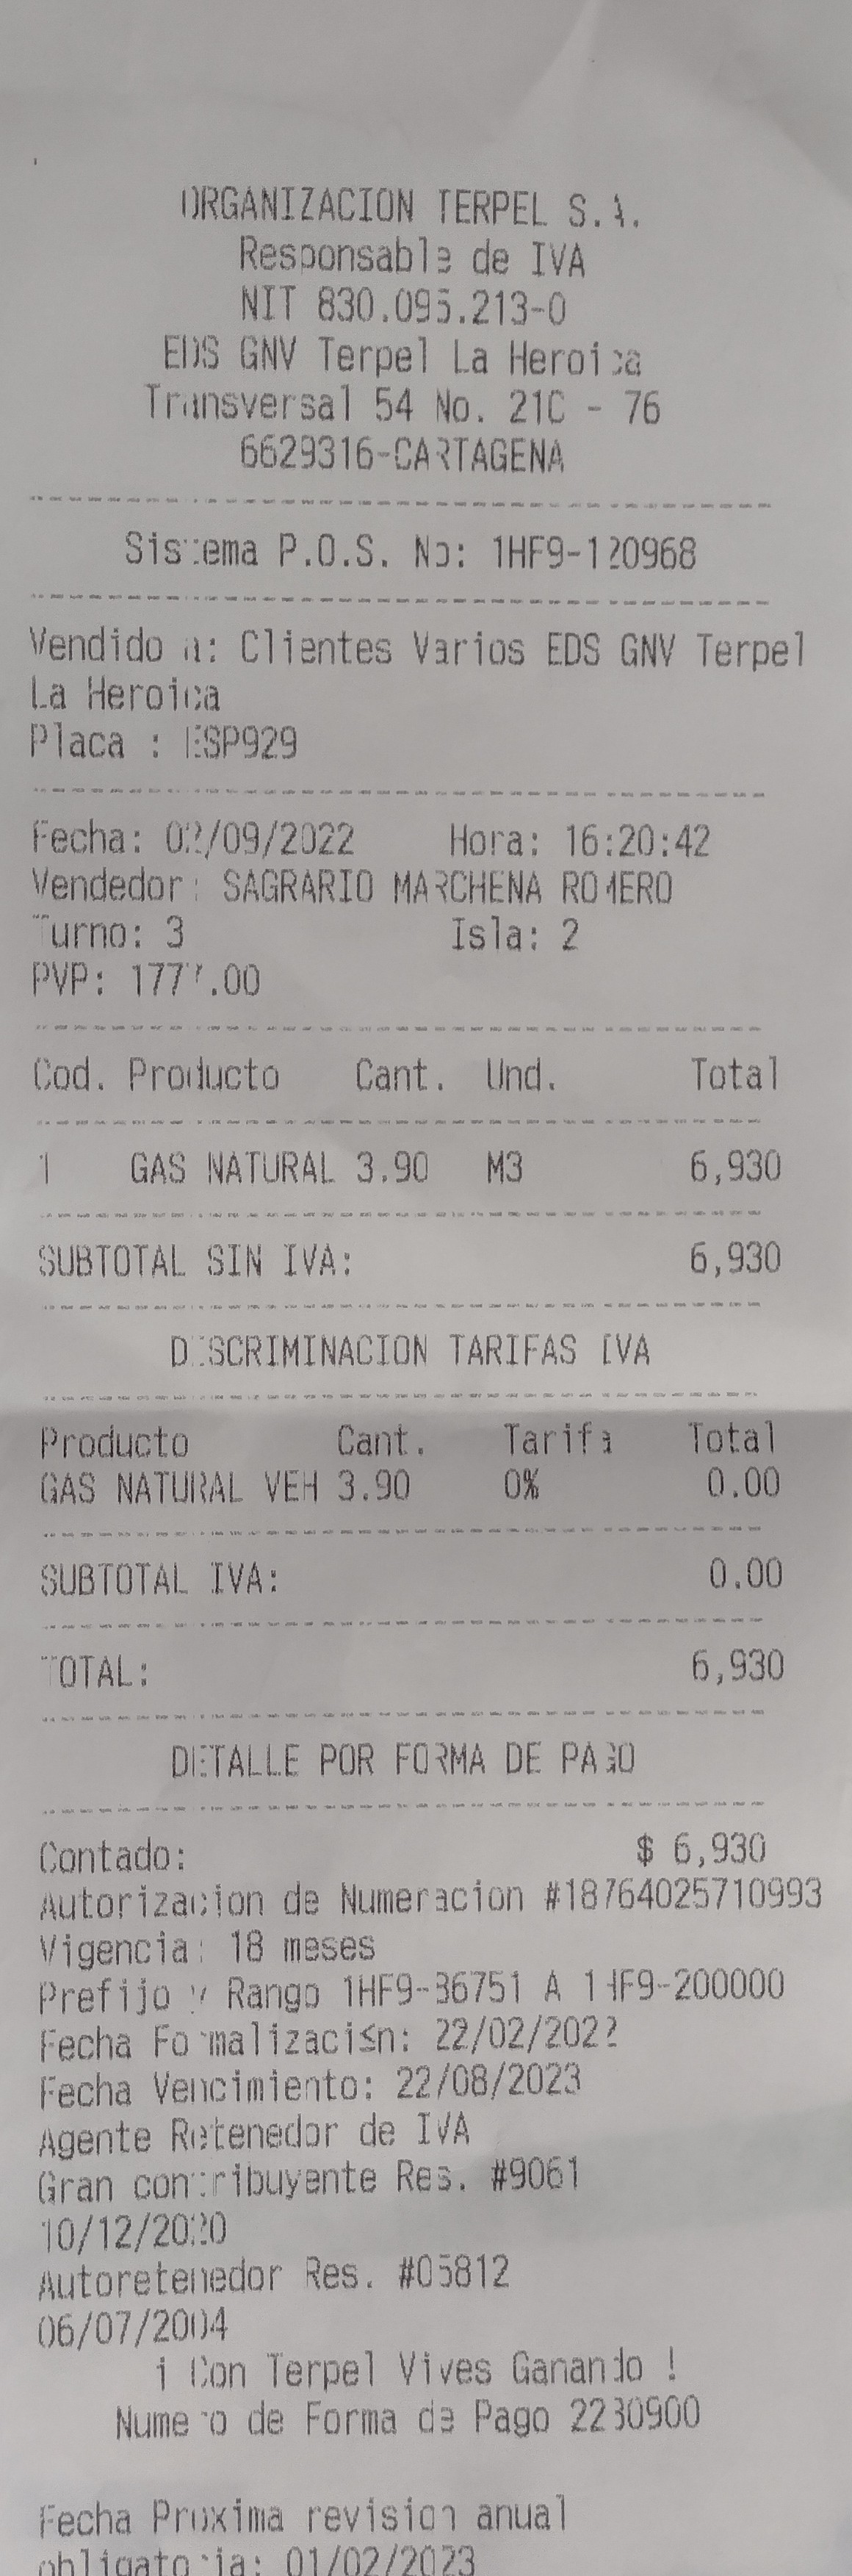 ORGANIZACION TERPEL S.A.
Responsable de IVA
NIT 830.095.213-0
EDS GNV Terpel La Heroica
Transversal 54 No. 21C - 76
6629316-CARTAGENA
Sistema P.O.S. No: 1HF9-120968
Vendido a: Clientes Varios EDS GNV Terpel
La Heroica
Placa : ESP929
Fecha: 02/09/2022 Hora: 16:20:42
Vendedor: SAGRARIO MARCHENA ROMERO
Turno: 3 Isla: 2
PVP: 1777.00
Cod. Producto Cant. Und. Total
1 GAS NATURAL 3.90 M3 6,930
SUBTOTAL SIN IVA: 6,930
DISCRIMINACION TARIFAS IVA
Producto Cant. Tarifa Total
GAS NATURAL VEH 3.90 0% 0.00
SUBTOTAL IVA: 0.00
TOTAL: 6,930
DETALLE POR FORMA DE PAGO
Contado: $ 6,930
Autorizacion de Numeracion #18764025710993
Vigencia: 18 meses
Prefijo y Rango 1HF9-86751 A 1HF9-200000
Fecha Formalizaci≤n: 22/02/2022
Fecha Vencimiento: 22/08/2023
Agente Retenedor de IVA
Gran contribuyente Res. #9061
10/12/2020
Autoretenedor Res. #05812
06/07/2004
¡ Con Terpel Vives Ganando !
Numero de Forma de Pago 2230900
Fecha Proxima revision anual
obligatoria: 01/02/2023